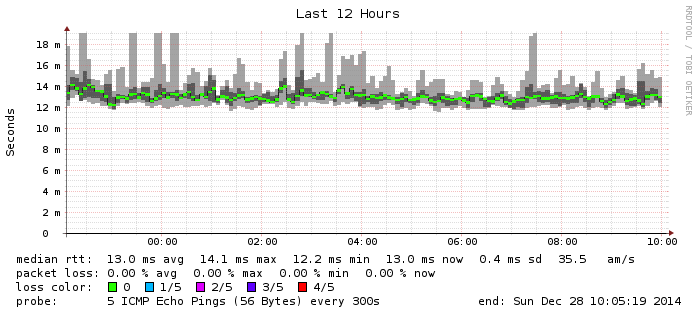 Last 12 Hours
RRDTOOL / TOBI OETIKER
Seconds
18 m
16 m
14 m
12 m
10 m
8 m
6 m
4 m
2 m
0
00:00 02:00 04:00 06:00 08:00 10:00
median rtt: 13.0 ms avg 14.1 ms max 12.2 ms min 13.0 ms now 0.4 ms sd 35.5 am/s
packet loss: 0.00 % avg 0.00 % max 0.00 % min 0.00 % now
loss color: 0 1/5 2/5 3/5 4/5
probe: 5 ICMP Echo Pings (56 Bytes) every 300s end: Sun Dec 28 10:05:19 2014